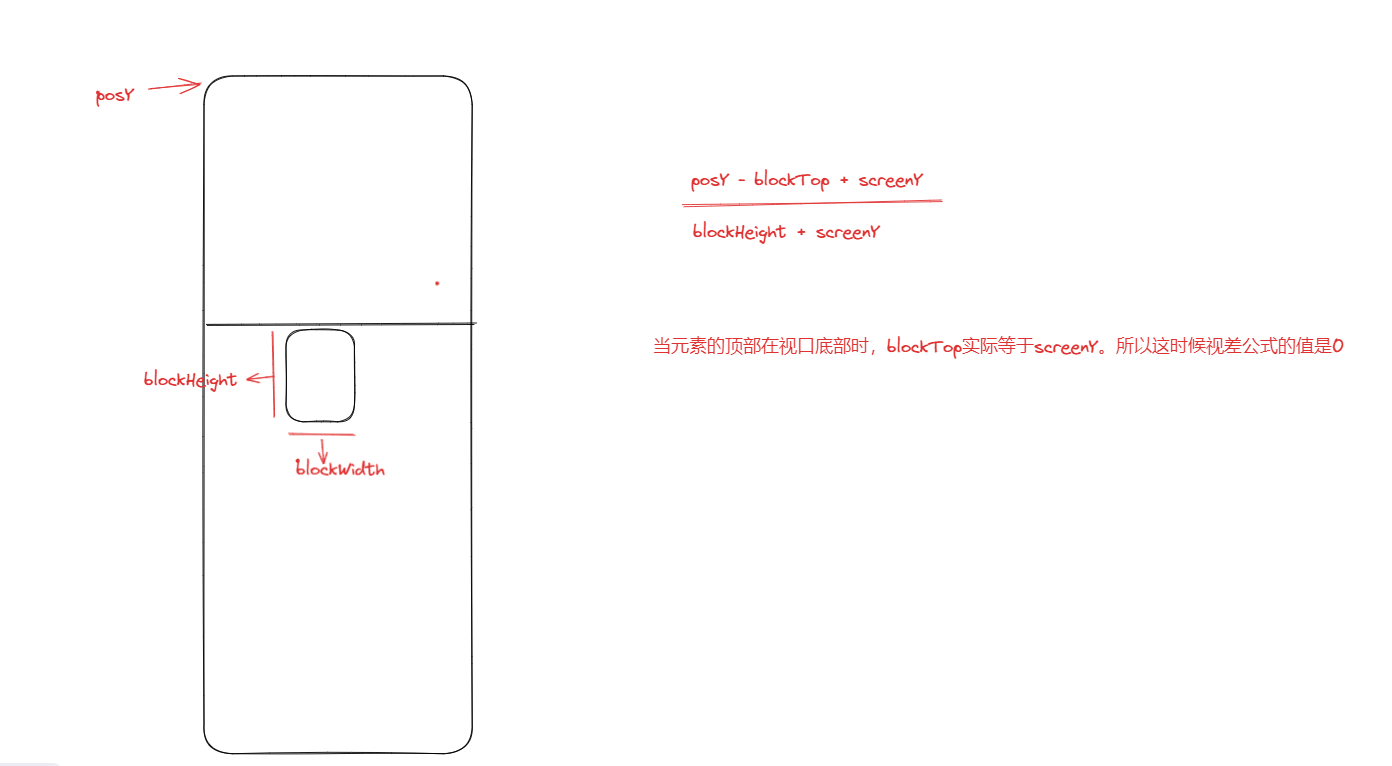 posY
posY - blockTop + screenY
blockHeight + screenY
当元素的顶部在视口底部时，blockTop实际等于screenY。所以这时候视差公式的值是0
blockHeight
blockWidth